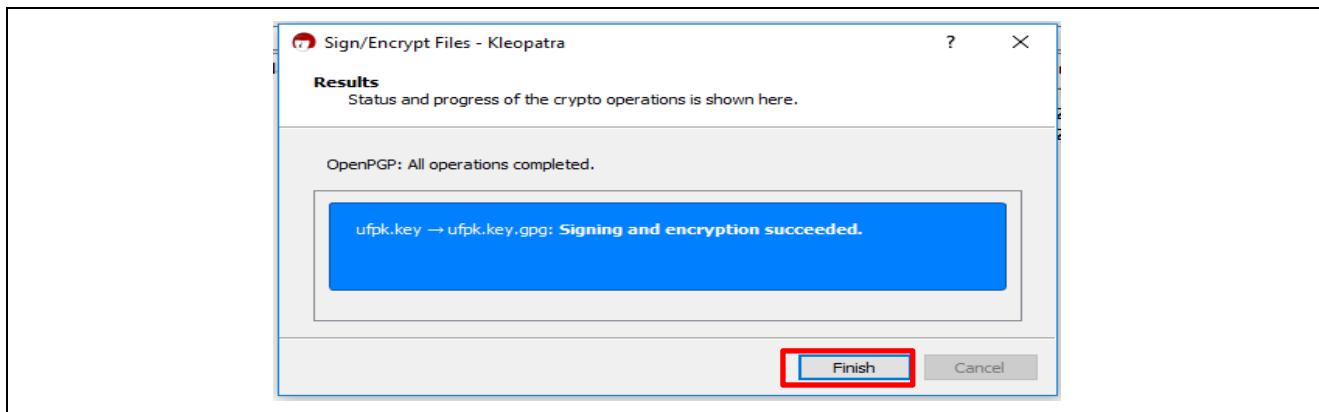 Sign/Encrypt Files - Kleopatra
Results
Status and progress of the crypto operations is shown here.
OpenPGP: All operations completed.
ufpk.key → ufpk.key.gpg: Signing and encryption succeeded.
Finish
Cancel